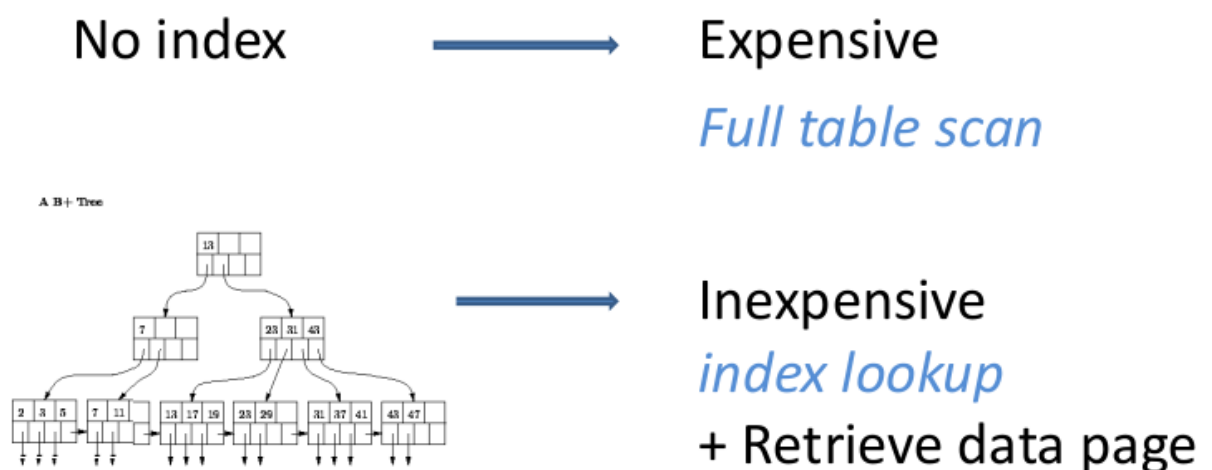 No index
Expensive
Full table scan
A B+ Tree
13
7
23 31 43
2 3 5
7 11
13 17 19
23 29
31 37 41
43 47
Inexpensive
index lookup
+ Retrieve data page